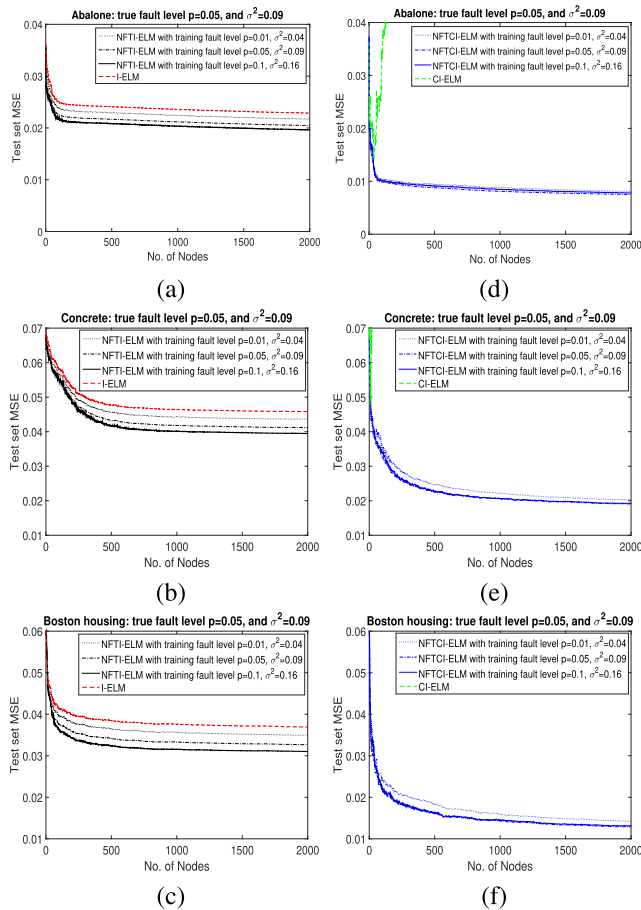 Abalone: true fault level p=0.05, and σ²=0.09
0.04
0.03
0.02
0.01
0
Test set MSE
NFTI-ELM with training fault level p=0.01, σ²=0.04
NFTI-ELM with training fault level p=0.05, σ²=0.09
NFTI-ELM with training fault level p=0.1, σ²=0.16
I-ELM
0 500 1000 1500 2000
No. of Nodes
(a)
Abalone: true fault level p=0.05, and σ²=0.09
0.04
0.03
0.02
0.01
0
Test set MSE
NFTCI-ELM with training fault level p=0.01, σ²=0.04
NFTCI-ELM with training fault level p=0.05, σ²=0.09
NFTCI-ELM with training fault level p=0.1, σ²=0.16
CI-ELM
0 500 1000 1500 2000
No. of Nodes
(d)
Concrete: true fault level p=0.05, and σ²=0.09
0.07
0.06
0.05
0.04
0.03
0.02
0.01
Test set MSE
NFTI-ELM with training fault level p=0.01, σ²=0.04
NFTI-ELM with training fault level p=0.05, σ²=0.09
NFTI-ELM with training fault level p=0.1, σ²=0.16
I-ELM
0 500 1000 1500 2000
No. of Nodes
(b)
Concrete: true fault level p=0.05, and σ²=0.09
0.07
0.06
0.05
0.04
0.03
0.02
0.01
Test set MSE
NFTCI-ELM with training fault level p=0.01, σ²=0.04
NFTCI-ELM with training fault level p=0.05, σ²=0.09
NFTCI-ELM with training fault level p=0.1, σ²=0.16
CI-ELM
0 500 1000 1500 2000
No. of Nodes
(e)
Boston housing: true fault level p=0.05, and σ²=0.09
0.06
0.05
0.04
0.03
0.02
0.01
Test set MSE
NFTI-ELM with training fault level p=0.01, σ²=0.04
NFTI-ELM with training fault level p=0.05, σ²=0.09
NFTI-ELM with training fault level p=0.1, σ²=0.16
I-ELM
0 500 1000 1500 2000
No. of Nodes
(c)
Boston housing: true fault level p=0.05, and σ²=0.09
0.06
0.05
0.04
0.03
0.02
0.01
Test set MSE
NFTCI-ELM with training fault level p=0.01, σ²=0.04
NFTCI-ELM with training fault level p=0.05, σ²=0.09
NFTCI-ELM with training fault level p=0.1, σ²=0.16
CI-ELM
0 500 1000 1500 2000
No. of Nodes
(f)